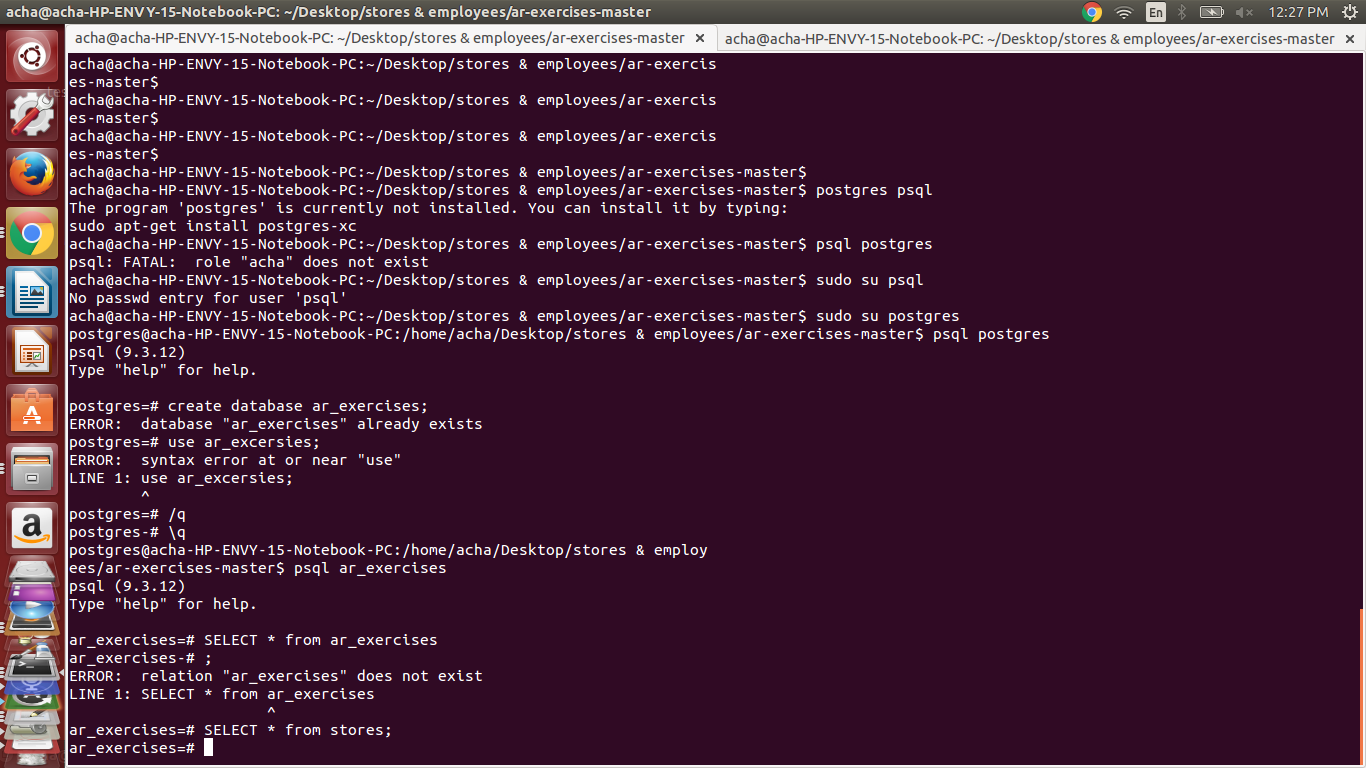 acha@acha-HP-ENVY-15-Notebook-PC: ~/Desktop/stores & employees/ar-exercises-master
En
12:27 PM
acha@acha-HP-ENVY-15-Notebook-PC: ~/Desktop/stores & employees/ar-exercises-master ×
acha@acha-HP-ENVY-15-Notebook-PC: ~/Desktop/stores & employees/ar-exercises-master ×
acha@acha-HP-ENVY-15-Notebook-PC:~/Desktop/stores & employees/ar-exercis
es-master$
acha@acha-HP-ENVY-15-Notebook-PC:~/Desktop/stores & employees/ar-exercis
es-master$
acha@acha-HP-ENVY-15-Notebook-PC:~/Desktop/stores & employees/ar-exercis
es-master$
acha@acha-HP-ENVY-15-Notebook-PC:~/Desktop/stores & employees/ar-exercises-master$
acha@acha-HP-ENVY-15-Notebook-PC:~/Desktop/stores & employees/ar-exercises-master$ postgres psql
The program 'postgres' is currently not installed. You can install it by typing:
sudo apt-get install postgres-xc
acha@acha-HP-ENVY-15-Notebook-PC:~/Desktop/stores & employees/ar-exercises-master$ psql postgres
psql: FATAL:  role "acha" does not exist
acha@acha-HP-ENVY-15-Notebook-PC:~/Desktop/stores & employees/ar-exercises-master$ sudo su psql
No passwd entry for user 'psql'
acha@acha-HP-ENVY-15-Notebook-PC:~/Desktop/stores & employees/ar-exercises-master$ sudo su postgres
postgres@acha-HP-ENVY-15-Notebook-PC:/home/acha/Desktop/stores & employees/ar-exercises-master$ psql postgres
psql (9.3.12)
Type "help" for help.
postgres=# create database ar_exercises;
ERROR:  database "ar_exercises" already exists
postgres=# use ar_excersies;
ERROR:  syntax error at or near "use"
LINE 1: use ar_excersies;
^
postgres=# /q
postgres-# \q
postgres@acha-HP-ENVY-15-Notebook-PC:/home/acha/Desktop/stores & employ
ees/ar-exercises-master$ psql ar_exercises
psql (9.3.12)
Type "help" for help.
ar_exercises=# SELECT * from ar_exercises
ar_exercises-# ;
ERROR:  relation "ar_exercises" does not exist
LINE 1: SELECT * from ar_exercises
^
ar_exercises=# SELECT * from stores;
ar_exercises=#